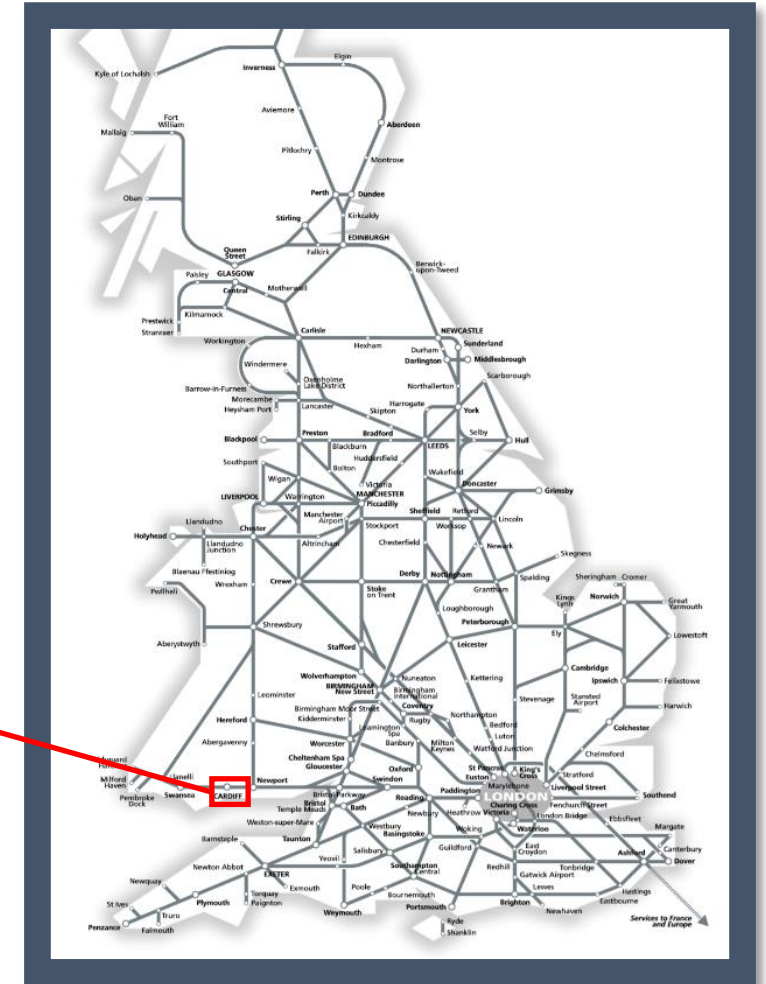 Elgin
Kyle of Lochalsh
Inverness
Aviemore
Fort
William
Mallaig
Aberdeen
Pitlochry
Montrose
Oban
Perth
Dundee
Stirling
Kirkcaldy
EDINBURGH
Queen
Street
Falkirk
GLASGOW
Central
Paisley
Motherwell
Berwick-
upon-Tweed
Prestwick
Stranraer
Kilmarnock
Carlisle
NEWCASTLE
Workington
Hexham
Durham
Sunderland
Darlington
Middlesbrough
Windermere
Oxenholme
Lake District
Northallerton
Scarborough
Barrow-in-Furness
Morecambe
Heysham Port
Lancaster
Harrogate
York
Skipton
Blackpool
Preston
Bradford
LEEDS
Selby
Hull
Blackburn
Huddersfield
Southport
Bolton
Wakefield
Wigan
Victoria
MANCHESTER
Piccadilly
Doncaster
Grimsby
LIVERPOOL
Warrington
Manchester
Airport
Stockport
Sheffield
Retford
Worksop
Lincoln
Llandudno
Chester
Holyhead
Llandudno
Junction
Altrincham
Chesterfield
Newark
Skegness
Blaenau Ffestiniog
Wrexham
Crewe
Stoke
on Trent
Derby
Nottingham
Grantham
Spalding
Sheringham
Cromer
Pwllheli
Kings
Lynn
Norwich
Great
Yarmouth
Loughborough
Aberystwyth
Shrewsbury
Stafford
Peterborough
Ely
Lowestoft
Leicester
Wolverhampton
BIRMINGHAM
New Street
Nuneaton
Birmingham
International
Kettering
Cambridge
Ipswich
Felixstowe
Leominster
Birmingham Moor Street
Kidderminster
Coventry
Rugby
Stevenage
Stansted
Airport
Harwich
Hereford
Leamington
Spa
Northampton
Bedford
Colchester
Abergavenny
Worcester
Banbury
Milton
Keynes
Luton
Watford Junction
Chelmsford
Cheltenham Spa
Gloucester
Oxford
St Pancras
Euston
King's
Cross
Stratford
Milford
Haven
Llanelli
Newport
Swindon
Paddington
Marylebone
Liverpool Street
Pembroke
Dock
Swansea
CARDIFF
Bristol Parkway
Bristol
Temple Meads
Bath
Reading
LONDON
Southend
Newbury
Heathrow
Victoria
Charing Cross
Fenchurch Street
London Bridge
Waterloo
Ebbsfleet
Weston-super-Mare
Westbury
Basingstoke
Woking
Margate
Barnstaple
Taunton
Salisbury
Guildford
East
Croydon
Canterbury
Ashford
Dover
Yeovil
Newton Abbot
EXETER
Southampton
Central
Redhill
Gatwick Airport
Tonbridge
Newquay
Exmouth
Poole
Bournemouth
Lewes
Hastings
Eastbourne
St Ives
Plymouth
Torquay
Paignton
Weymouth
Portsmouth
Brighton
Newhaven
Truro
Penzance
Falmouth
Ryde
Shanklin
Services to France
and Europe